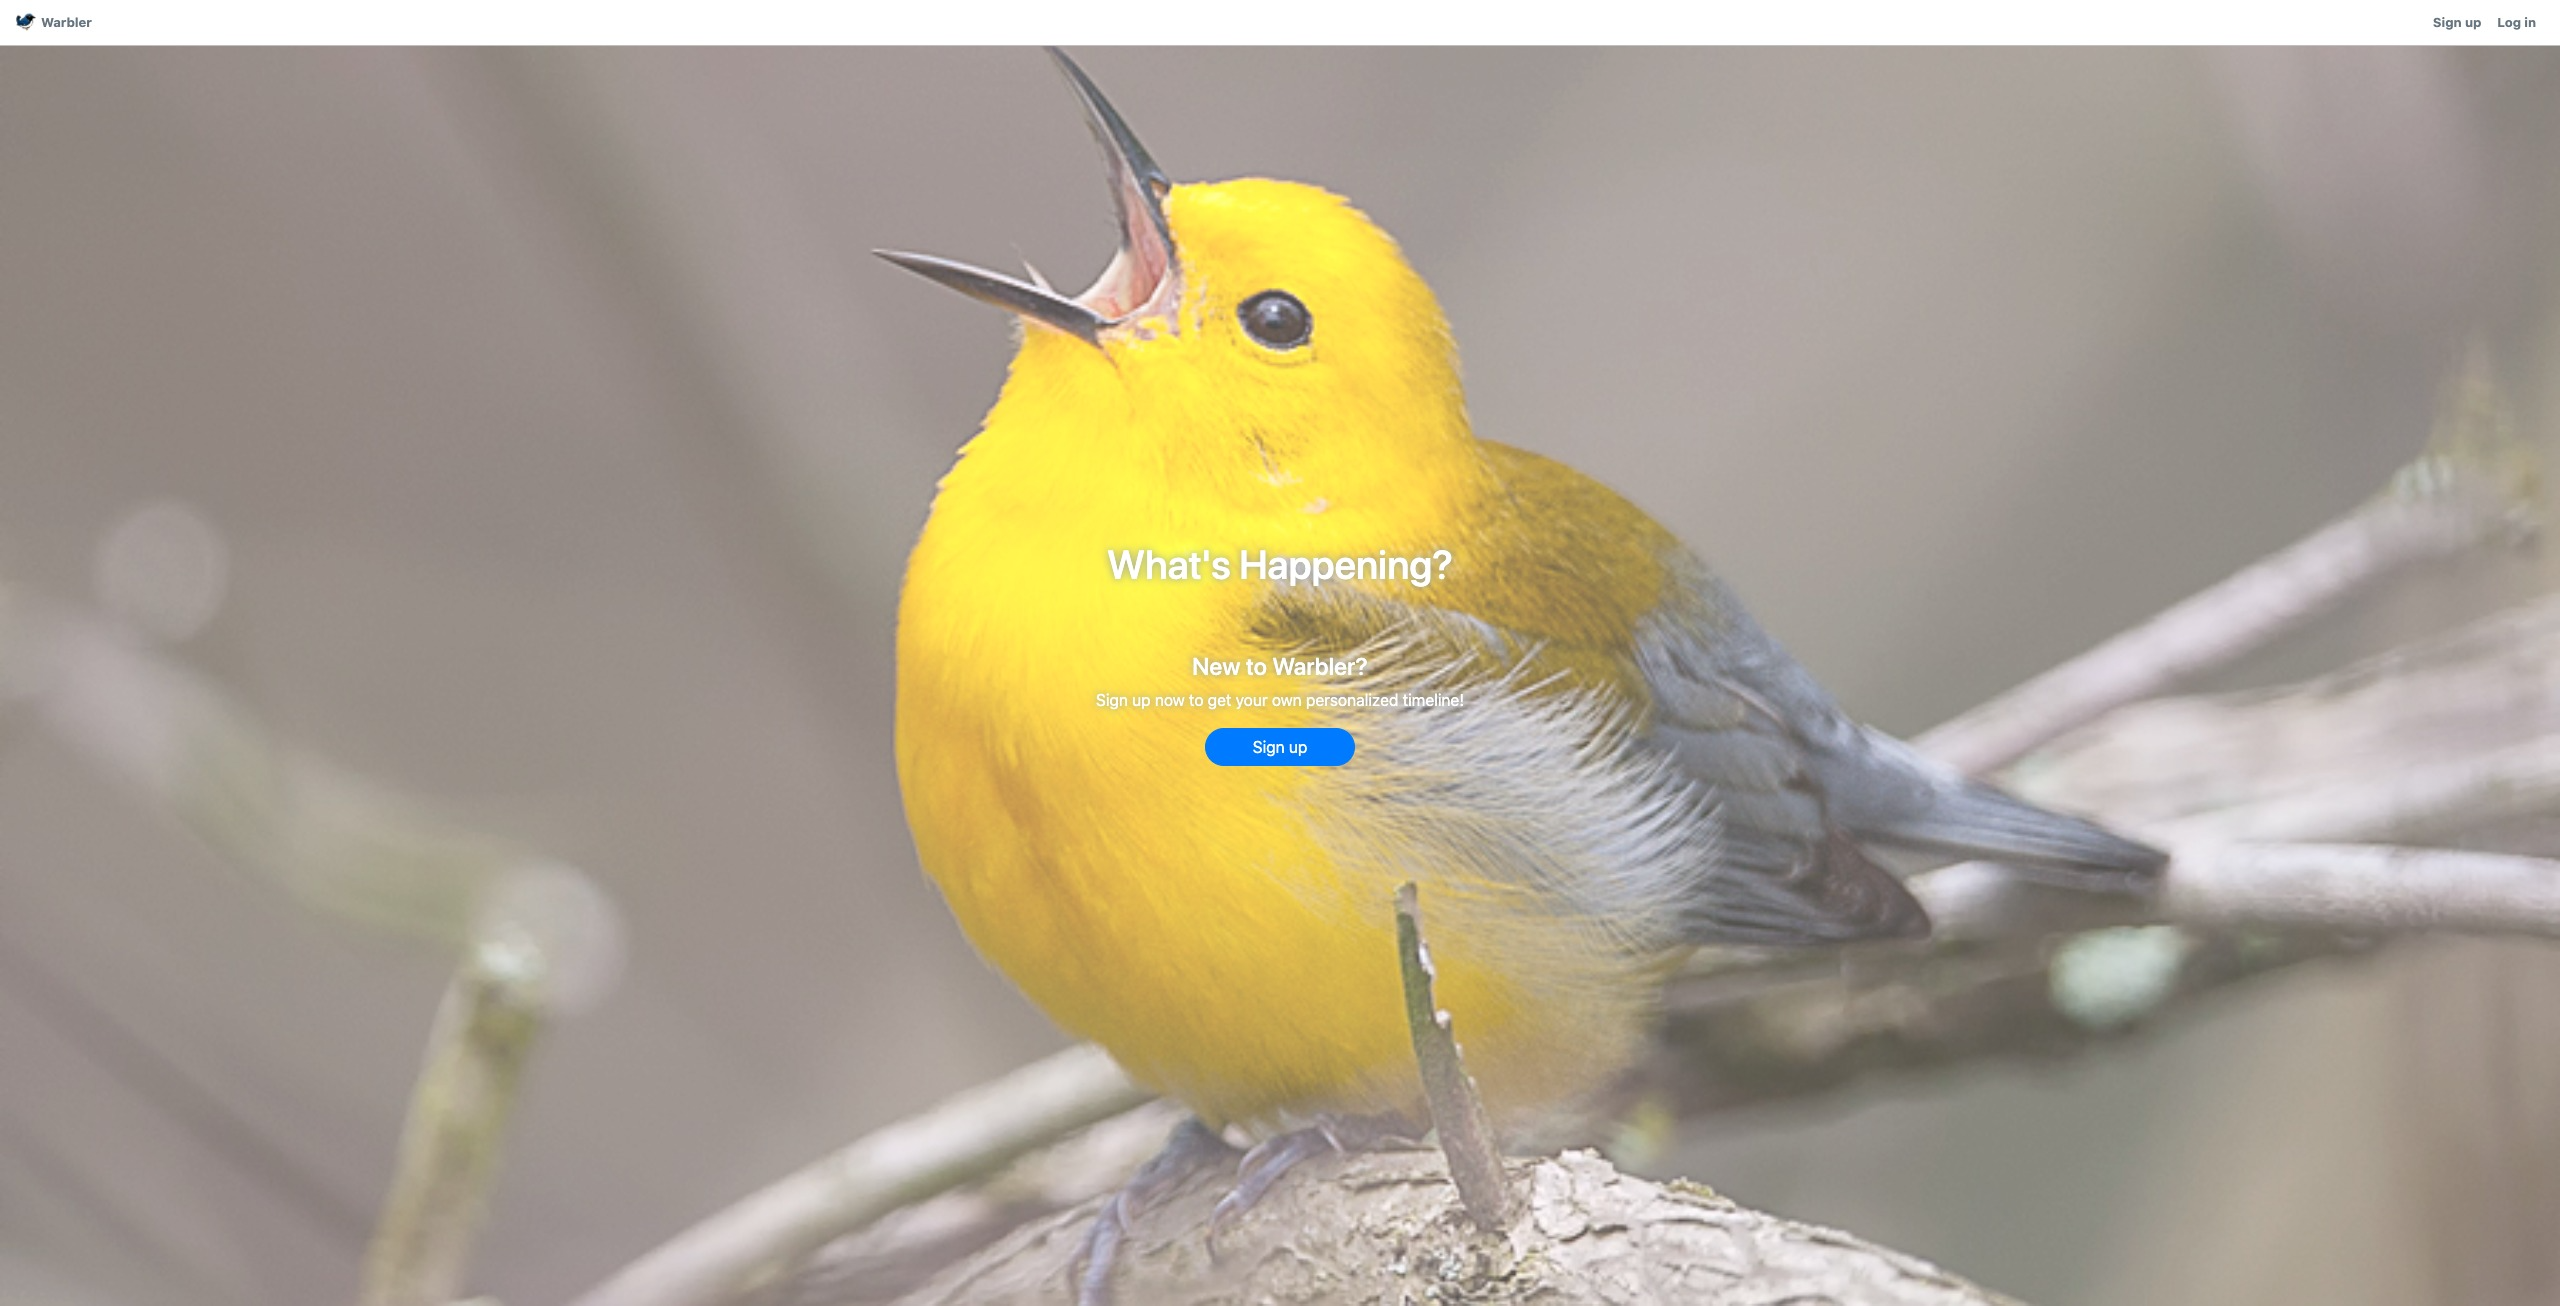 Warbler
Sign up Log in
What's Happening?
New to Warbler?
Sign up now to get your own personalized timeline!
Sign up